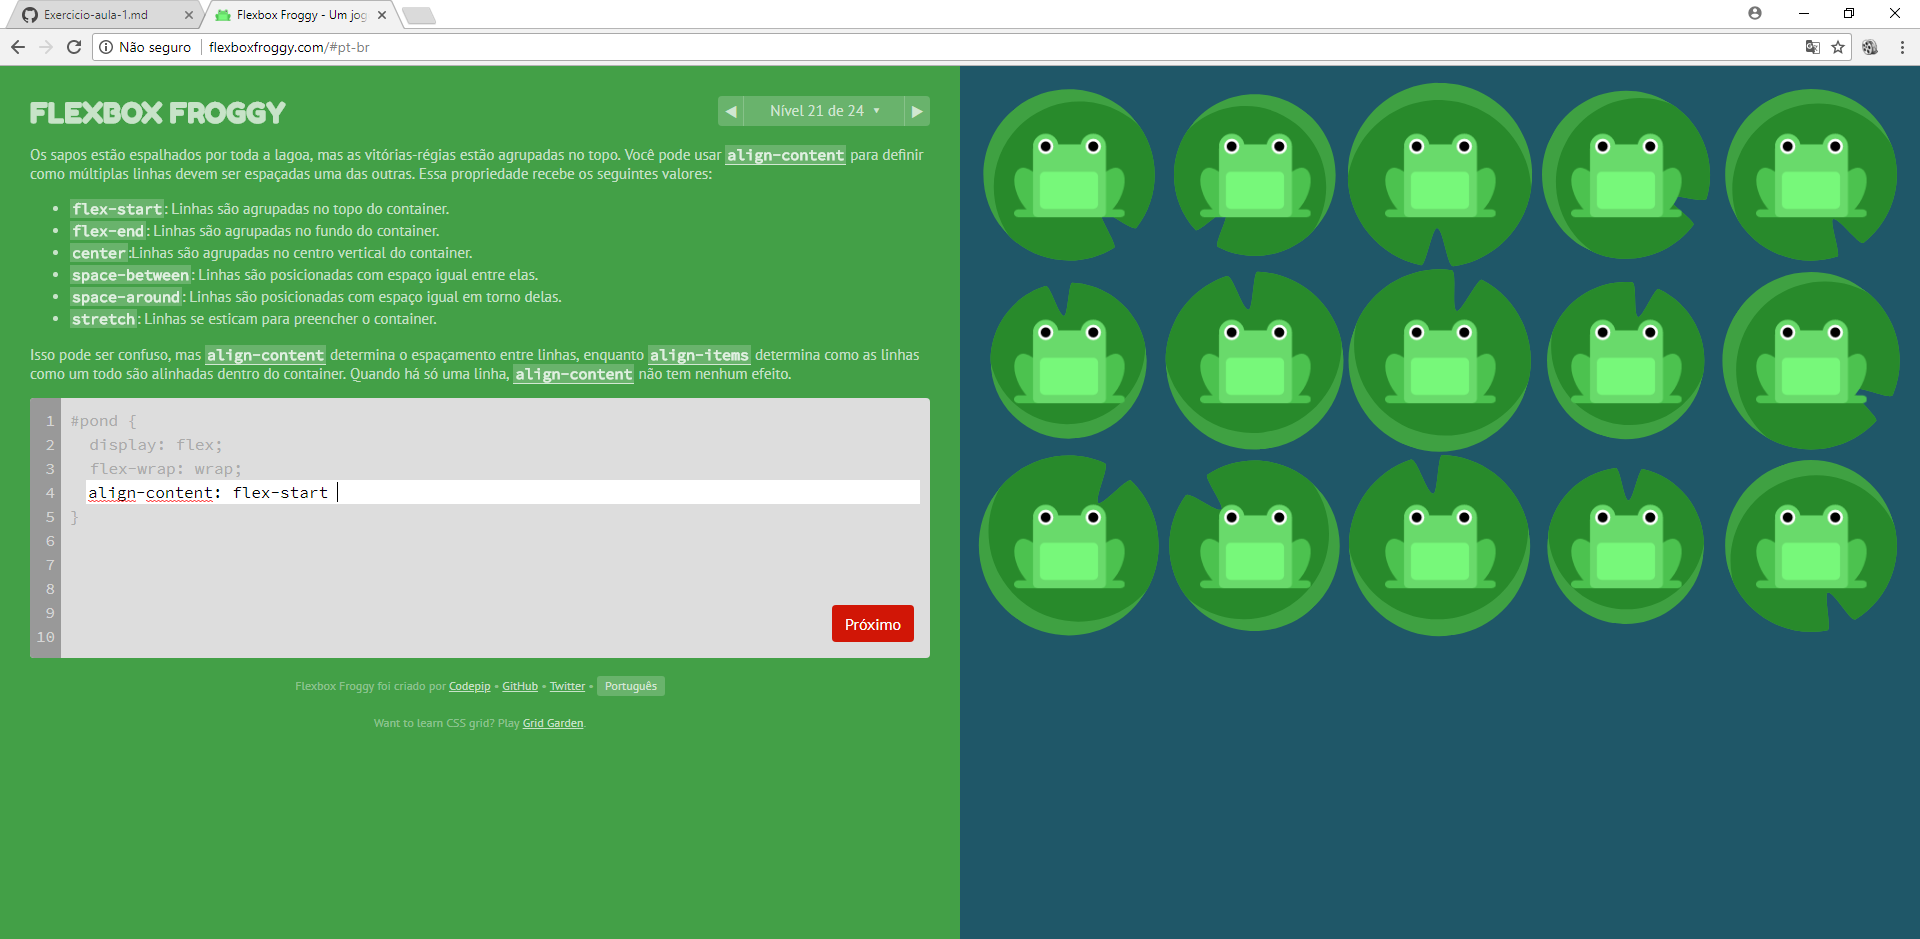 Exercicio-aula-1.md
Flexbox Froggy - Um jog
Não seguro
flexboxfroggy.com/#pt-br
FLEXBOX FROGGY
◀ Nível 21 de 24 ▼ ▶
Os sapos estão espalhados por toda a lagoa, mas as vitórias-régias estão agrupadas no topo. Você pode usar align-content para definir
como múltiplas linhas devem ser espaçadas uma das outras. Essa propriedade recebe os seguintes valores:
• flex-start: Linhas são agrupadas no topo do container.
• flex-end: Linhas são agrupadas no fundo do container.
• center:Linhas são agrupadas no centro vertical do container.
• space-between: Linhas são posicionadas com espaço igual entre elas.
• space-around: Linhas são posicionadas com espaço igual em torno delas.
• stretch: Linhas se esticam para preencher o container.
Isso pode ser confuso, mas align-content determina o espaçamento entre linhas, enquanto align-items determina como as linhas
como um todo são alinhadas dentro do container. Quando há só uma linha, align-content não tem nenhum efeito.
1 #pond {
2 display: flex;
3 flex-wrap: wrap;
4 align-content: flex-start
5 }
6
7
8
9
10
Próximo
Flexbox Froggy foi criado por Codepip • GitHub • Twitter • Português
Want to learn CSS grid? Play Grid Garden.